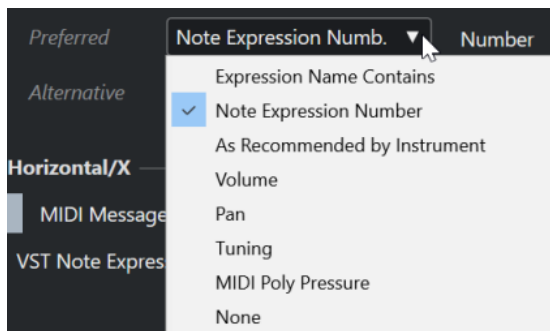 Preferred
Note Expression Numb.
Number
Expression Name Contains
Alternative
Note Expression Number
As Recommended by Instrument
Horizontal/X
Volume
MIDI Message
Pan
Tuning
VST Note Expres
MIDI Poly Pressure
None